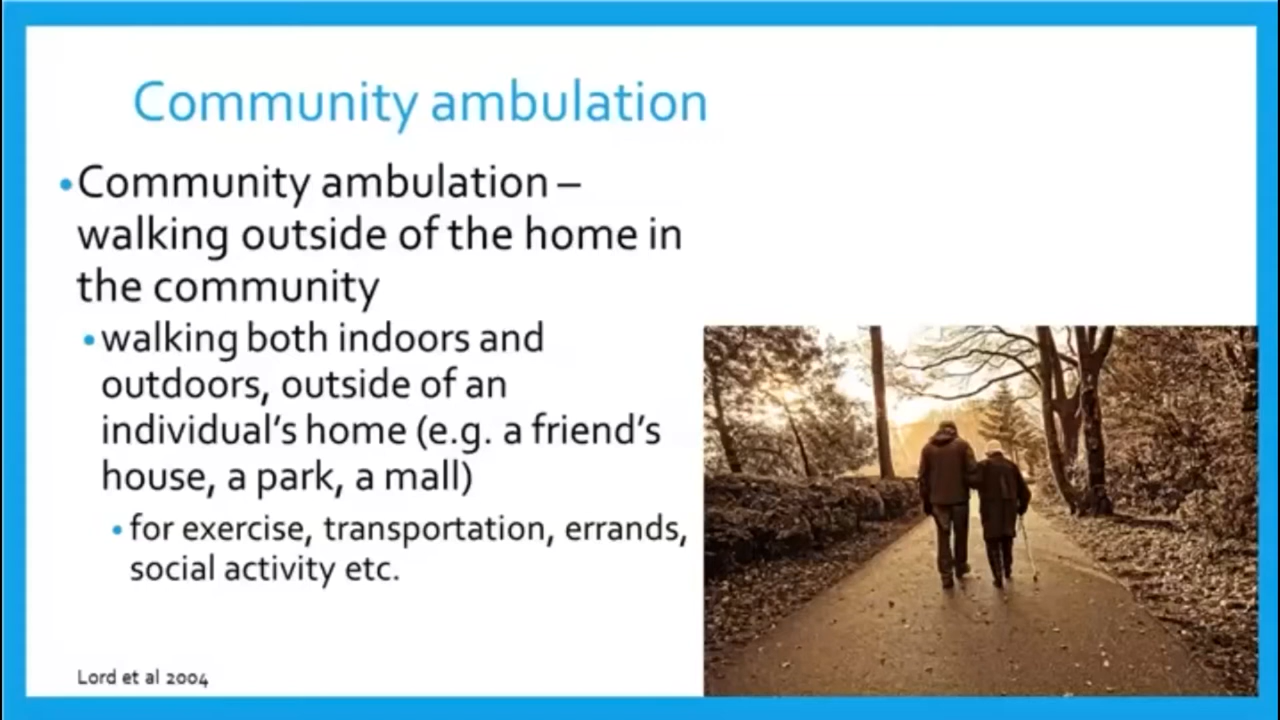 Community ambulation
•Community ambulation –
walking outside of the home in
the community
•walking both indoors and
outdoors, outside of an
individual's home (e.g. a friend's
house, a park, a mall)
•for exercise, transportation, errands,
social activity etc.
Lord et al 2004